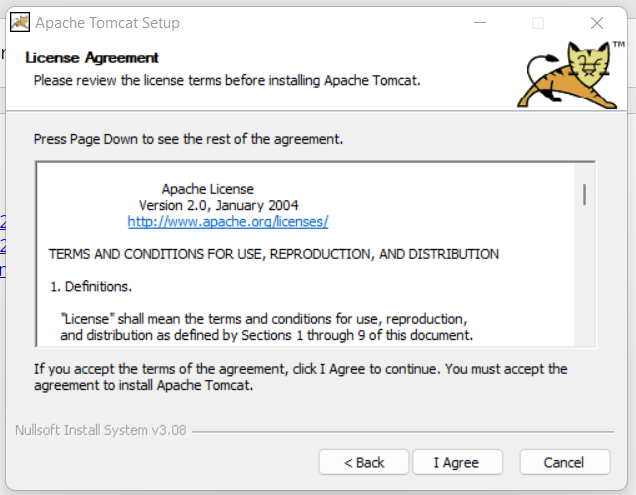 Apache Tomcat Setup
License Agreement
Please review the license terms before installing Apache Tomcat.
TM
Press Page Down to see the rest of the agreement.
Apache License
Version 2.0, January 2004
http://www.apache.org/licenses/
TERMS AND CONDITIONS FOR USE, REPRODUCTION, AND DISTRIBUTION
1. Definitions.
"License" shall mean the terms and conditions for use, reproduction,
and distribution as defined by Sections 1 through 9 of this document.
If you accept the terms of the agreement, click I Agree to continue. You must accept the
agreement to install Apache Tomcat.
Nullsoft Install System v3.08
< Back
I Agree
Cancel